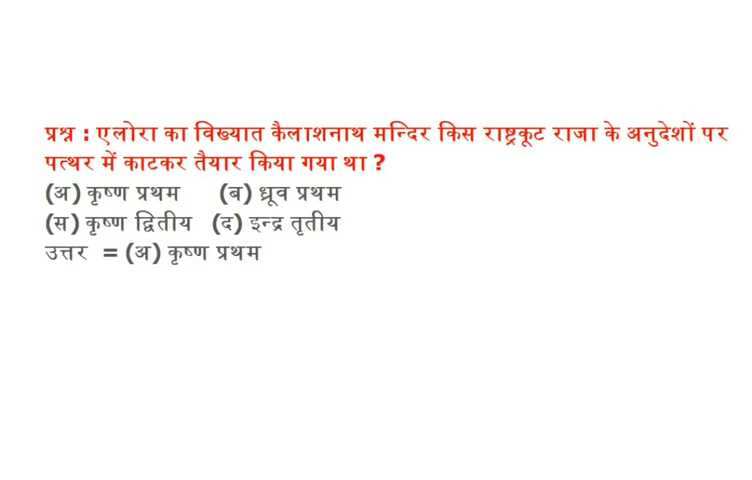 प्रश्न : एलोरा का विख्यात कैलाशनाथ मन्दिर किस राष्ट्रकूट राजा के अनुदेशों पर
पत्थर में काटकर तैयार किया गया था ?
(अ) कृष्ण प्रथम (ब) ध्रूव प्रथम
(स) कृष्ण द्वितीय (द) इन्द्र तृतीय
उत्तर = (अ) कृष्ण प्रथम